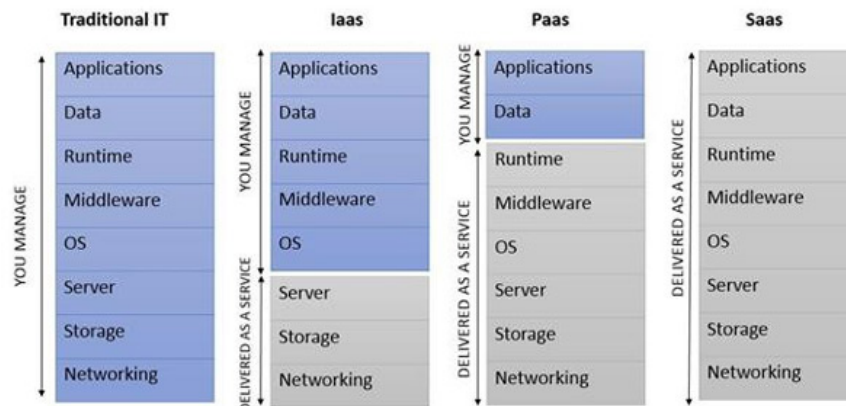 Traditional IT
Iaas
Paas
Saas
YOU MANAGE
Applications
Data
Runtime
Middleware
OS
Server
Storage
Networking
YOU MANAGE
DELIVERED AS A SERVICE
Applications
Data
Runtime
Middleware
OS
Server
Storage
Networking
YOU MANAGE
DELIVERED AS A SERVICE
Applications
Data
Runtime
Middleware
OS
Server
Storage
Networking
DELIVERED AS A SERVICE
Applications
Data
Runtime
Middleware
OS
Server
Storage
Networking